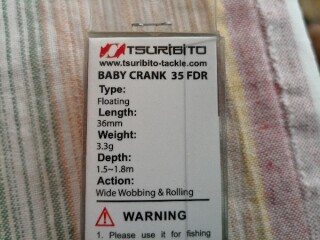 TSURIBITO
www.tsuribito-tackle.com
BABY CRANK 35 FDR
Type:
Floating
Length:
36mm
Weight:
3.3g
Depth:
1.5~1.8m
Action:
Wide Wobbing & Rolling
WARNING
1. Please use it for fishing